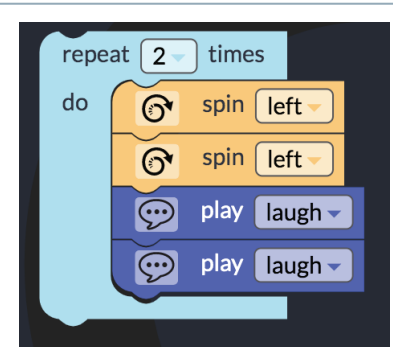 repeat 2 times
do spin left
spin left
play laugh
play laugh